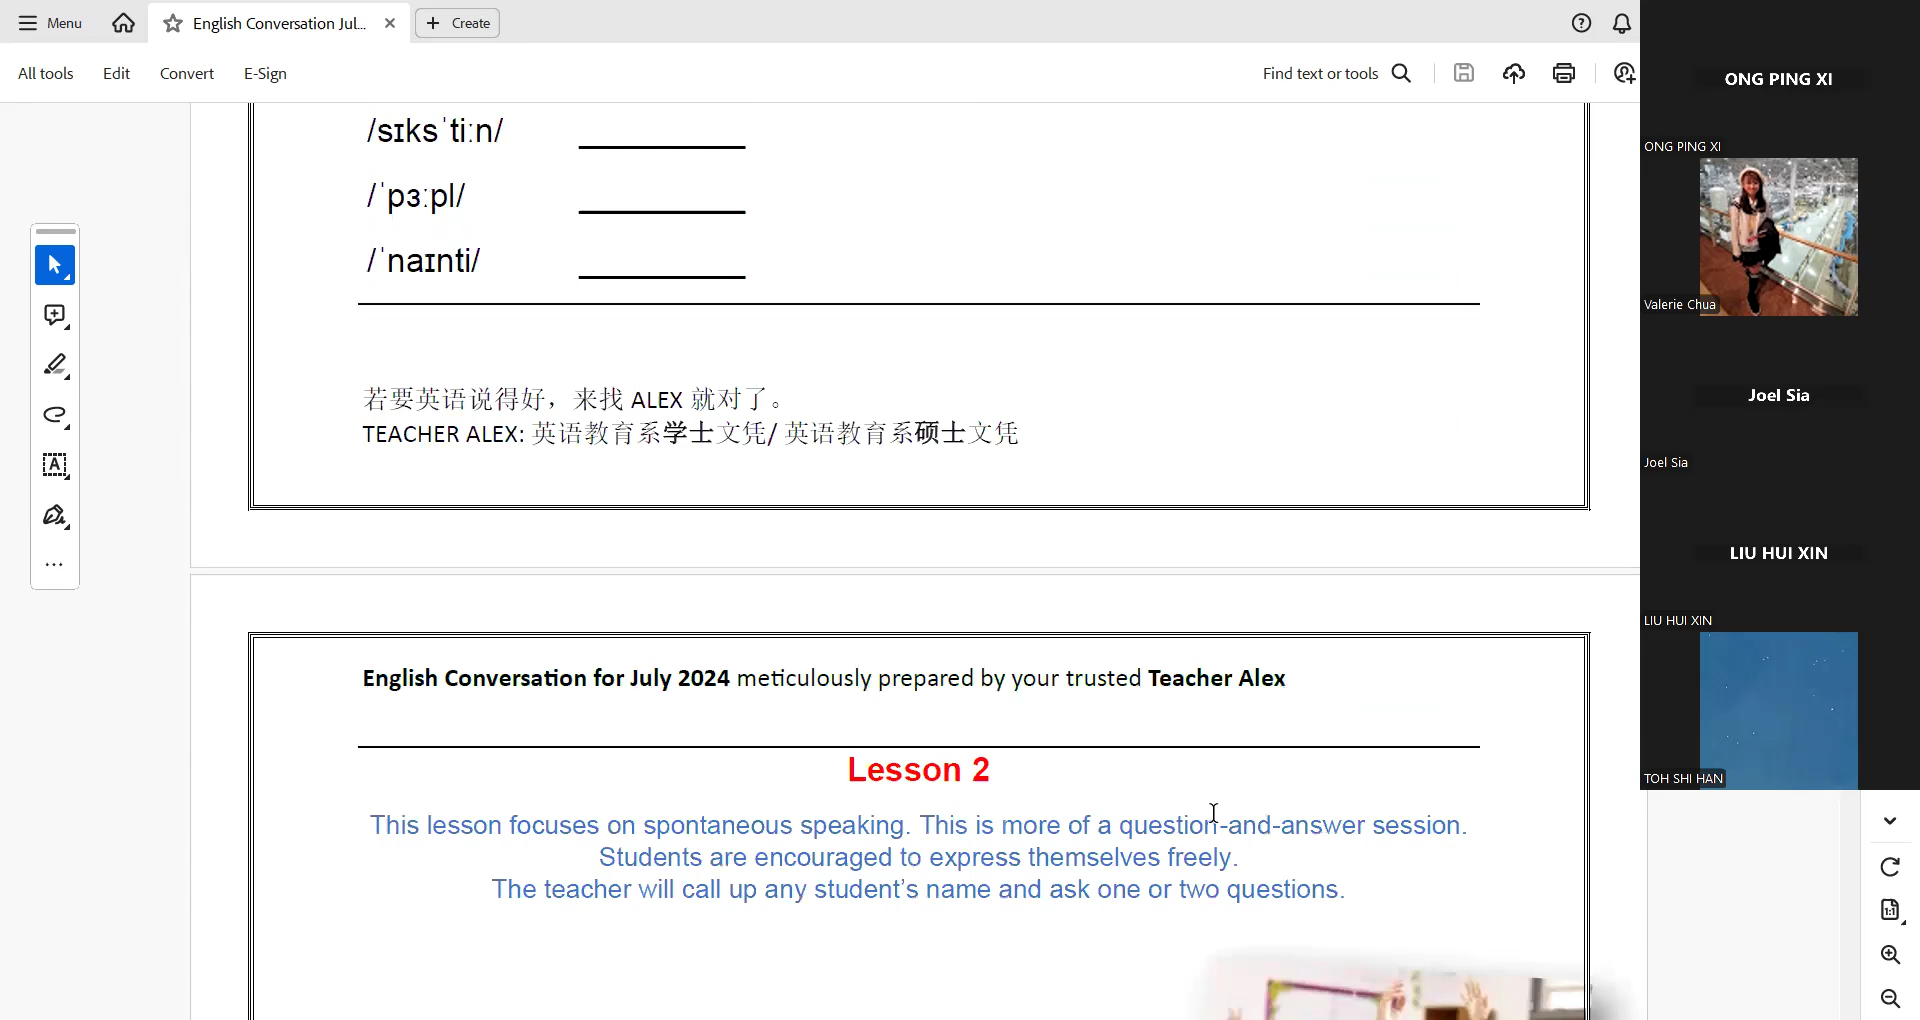 Menu
English Conversation Jul...
Create
All tools
Edit
Convert
E-Sign
Find text or tools
/sɪksˈtiːn/
/ˈpɜːpl/
/ˈnaɪnti/
若要英语说得好，来找 ALEX 就对了。
TEACHER ALEX: 英语教育系学士文凭/ 英语教育系硕士文凭
English Conversation for July 2024 meticulously prepared by your trusted Teacher Alex
Lesson 2
This lesson focuses on spontaneous speaking. This is more of a question-and-answer session.
Students are encouraged to express themselves freely.
The teacher will call up any student’s name and ask one or two questions.
ONG PING XI
ONG PING XI
Valerie Chua
Joel Sia
Joel Sia
LIU HUI XIN
LIU HUI XIN
TOH SHI HAN